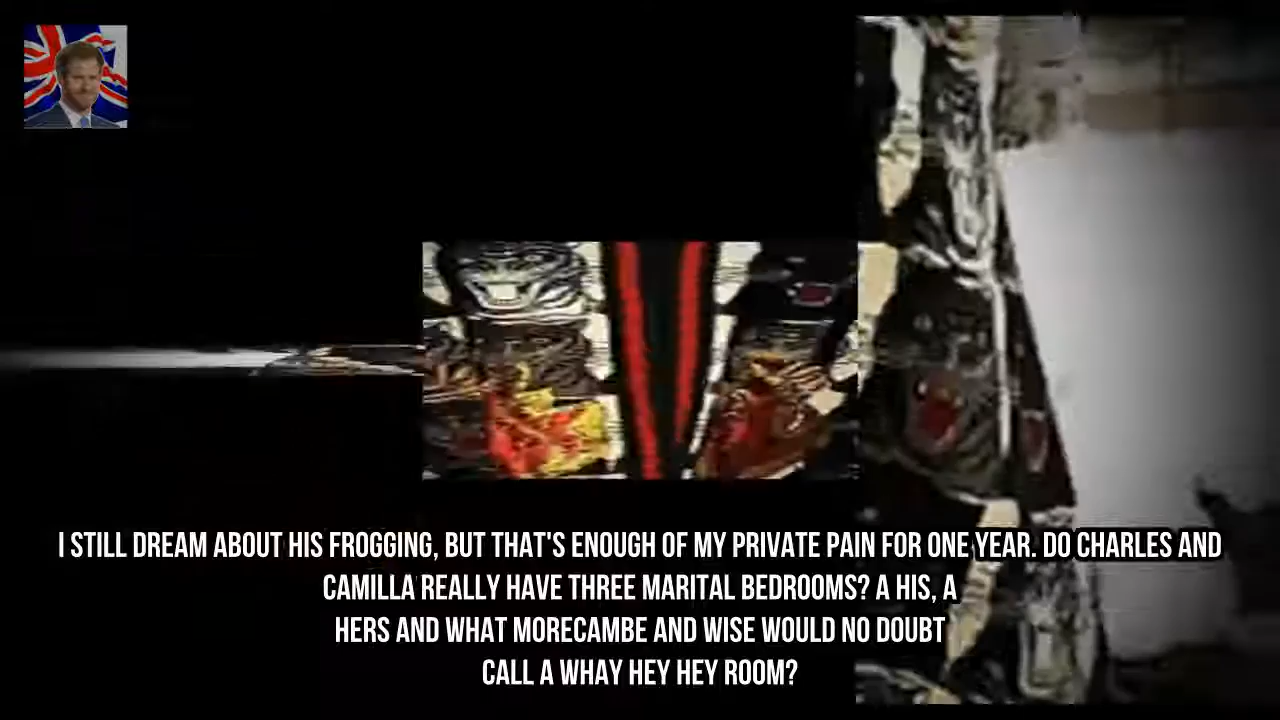 I STILL DREAM ABOUT HIS FROGGING, BUT THAT'S ENOUGH OF MY PRIVATE PAIN FOR ONE YEAR. DO CHARLES AND
CAMILLA REALLY HAVE THREE MARITAL BEDROOMS? A HIS, A
HERS AND WHAT MORECAMBE AND WISE WOULD NO DOUBT
CALL A WHAY HEY HEY ROOM?